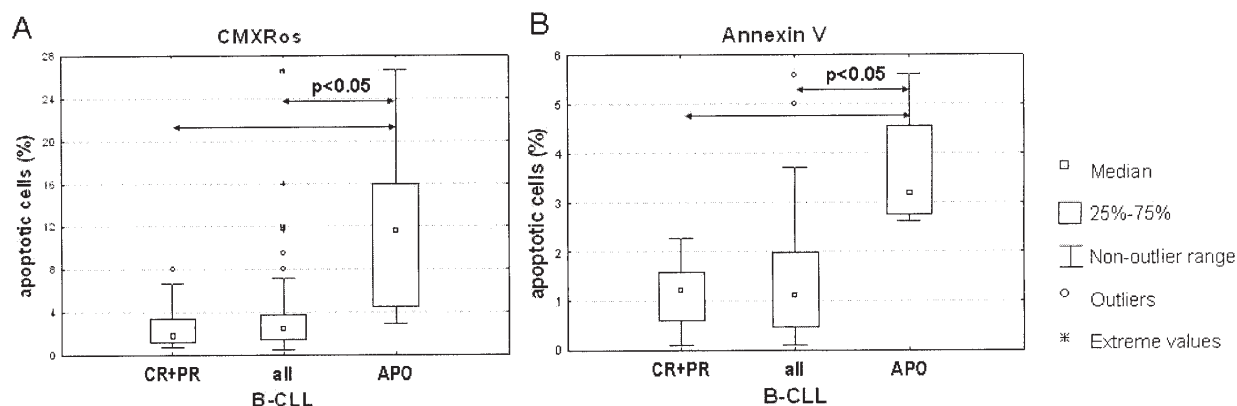 A
CMXRos
apoptotic cells (%)
28
24
20
16
12
8
4
0
p<0.05
CR+PR all APO
B-CLL
B
Annexin V
apoptotic cells (%)
6
5
4
3
2
1
0
p<0.05
CR+PR all APO
B-CLL
Median
25%-75%
Non-outlier range
Outliers
Extreme values